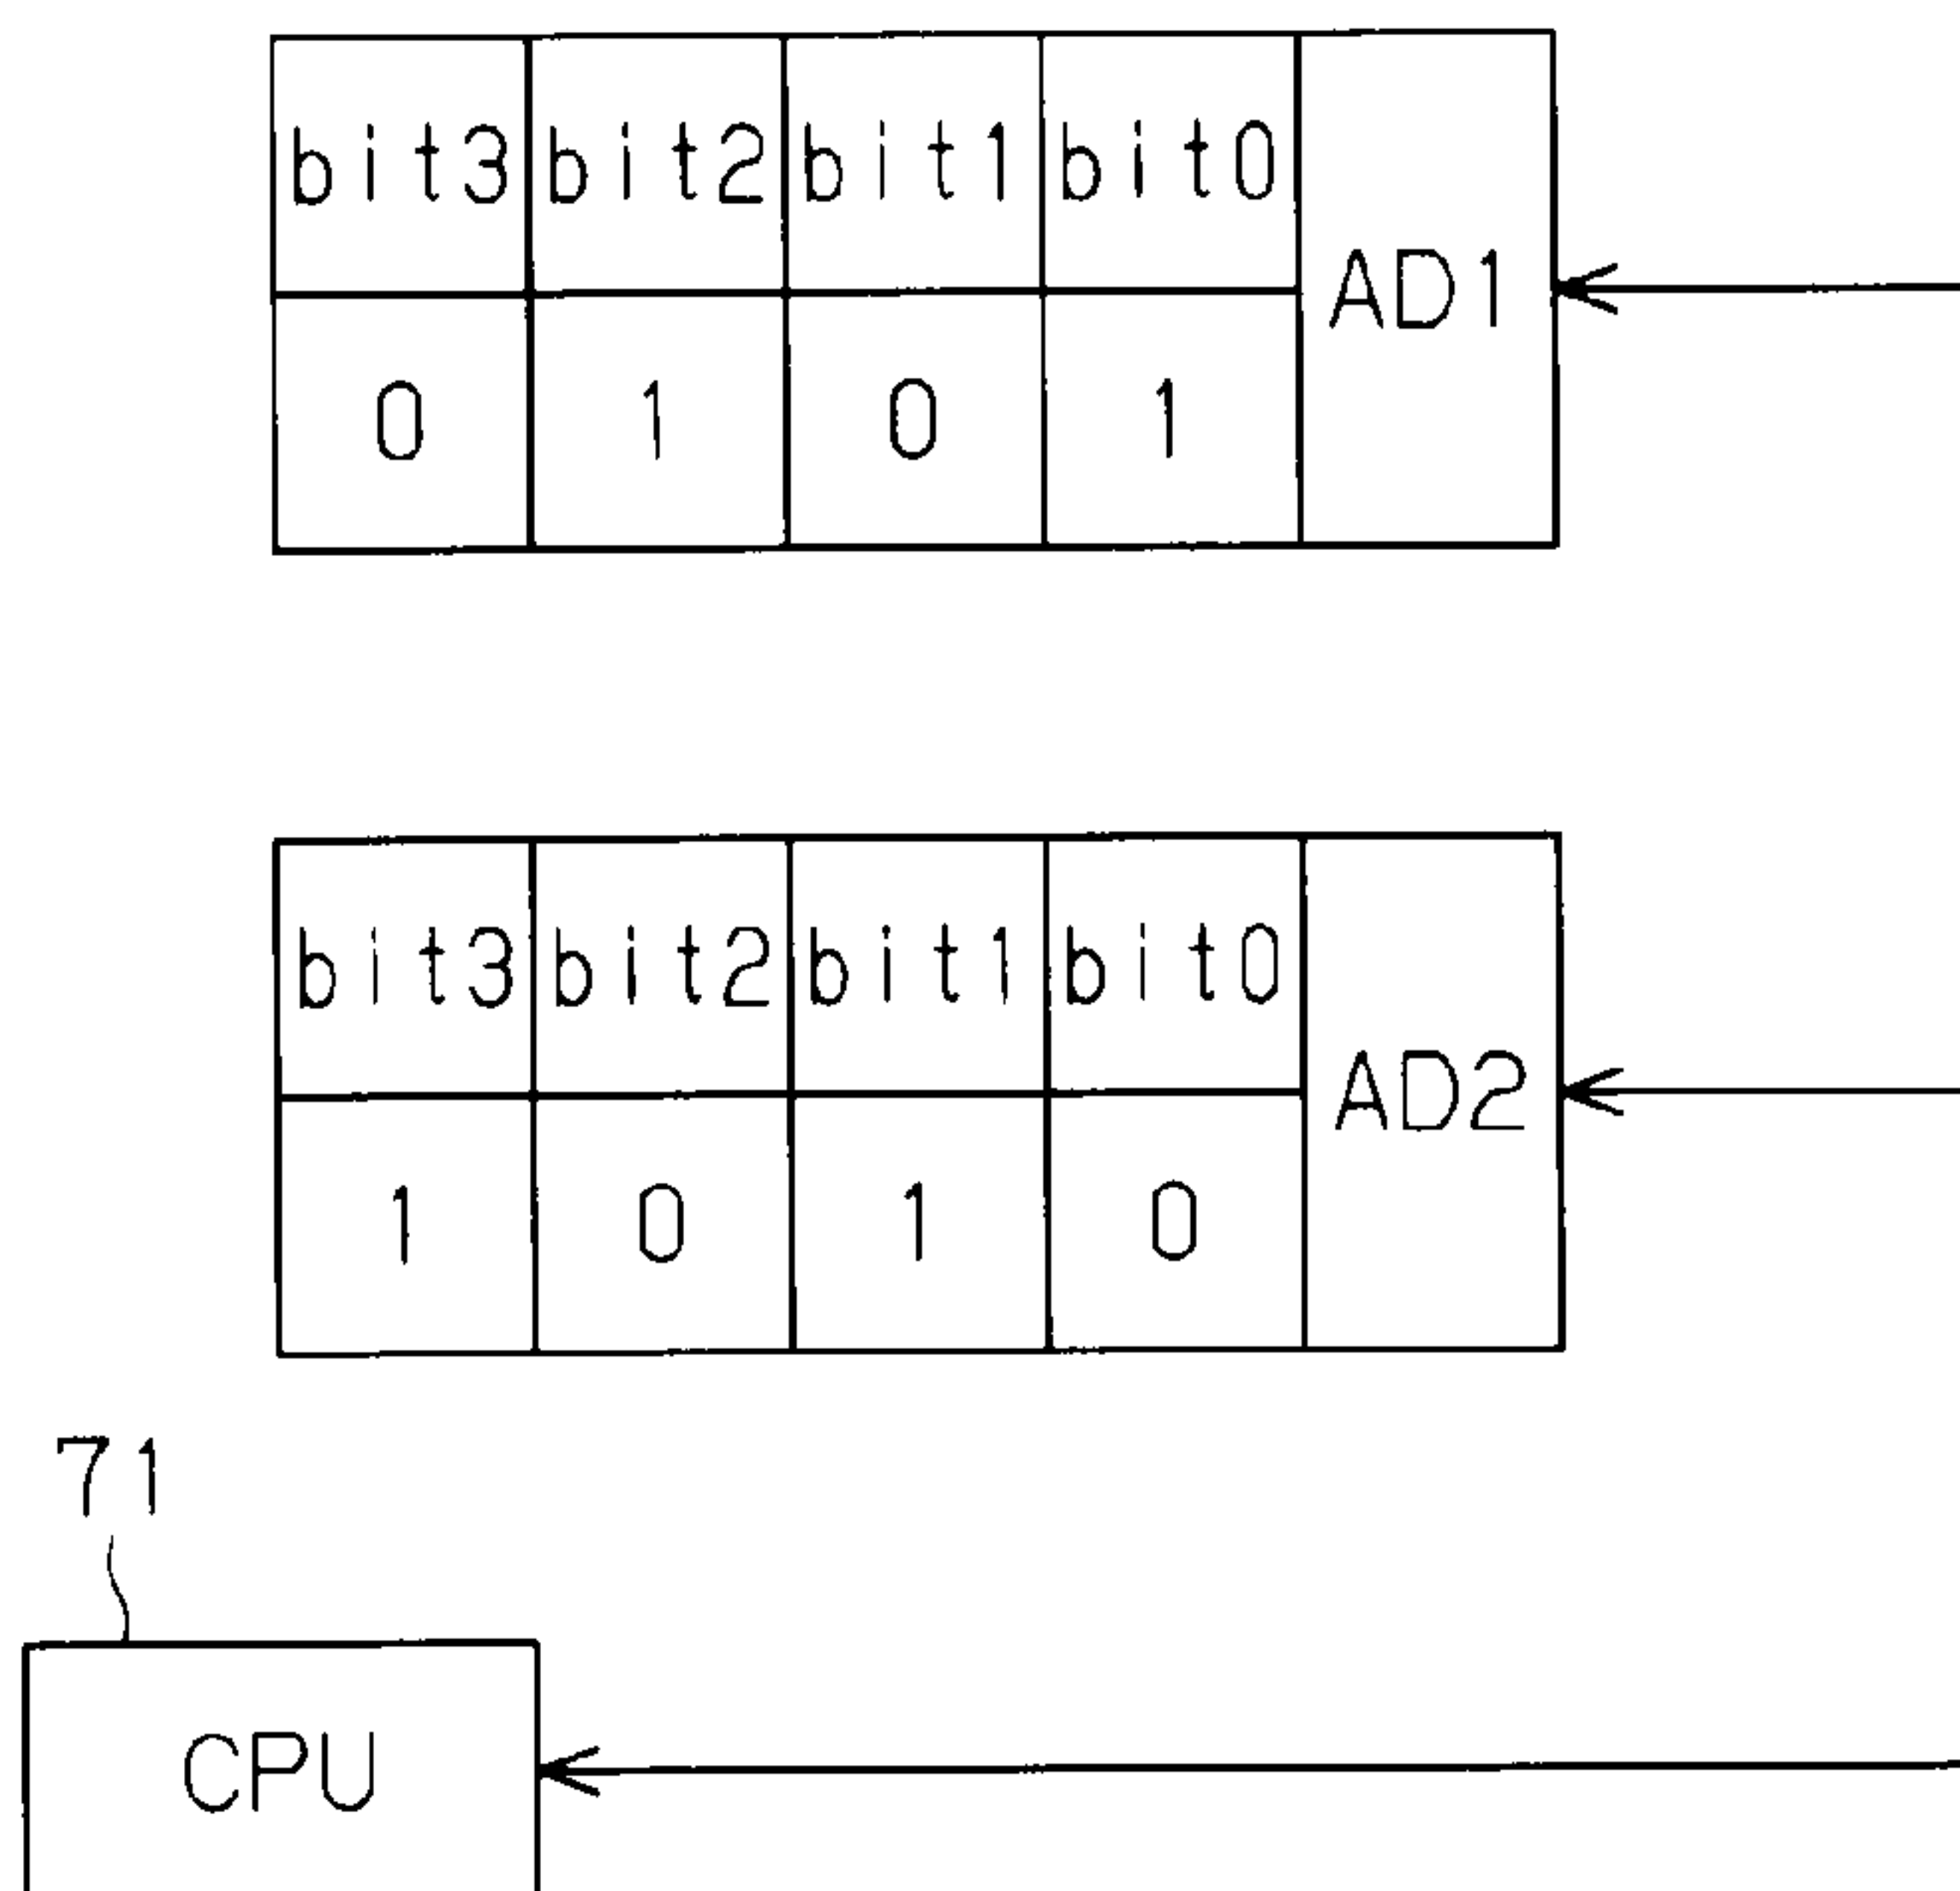 bit3 bit2 bit1 bit0
AD1
0 1 0 1
bit3 bit2 bit1 bit0
AD2
1 0 1 0
71
CPU